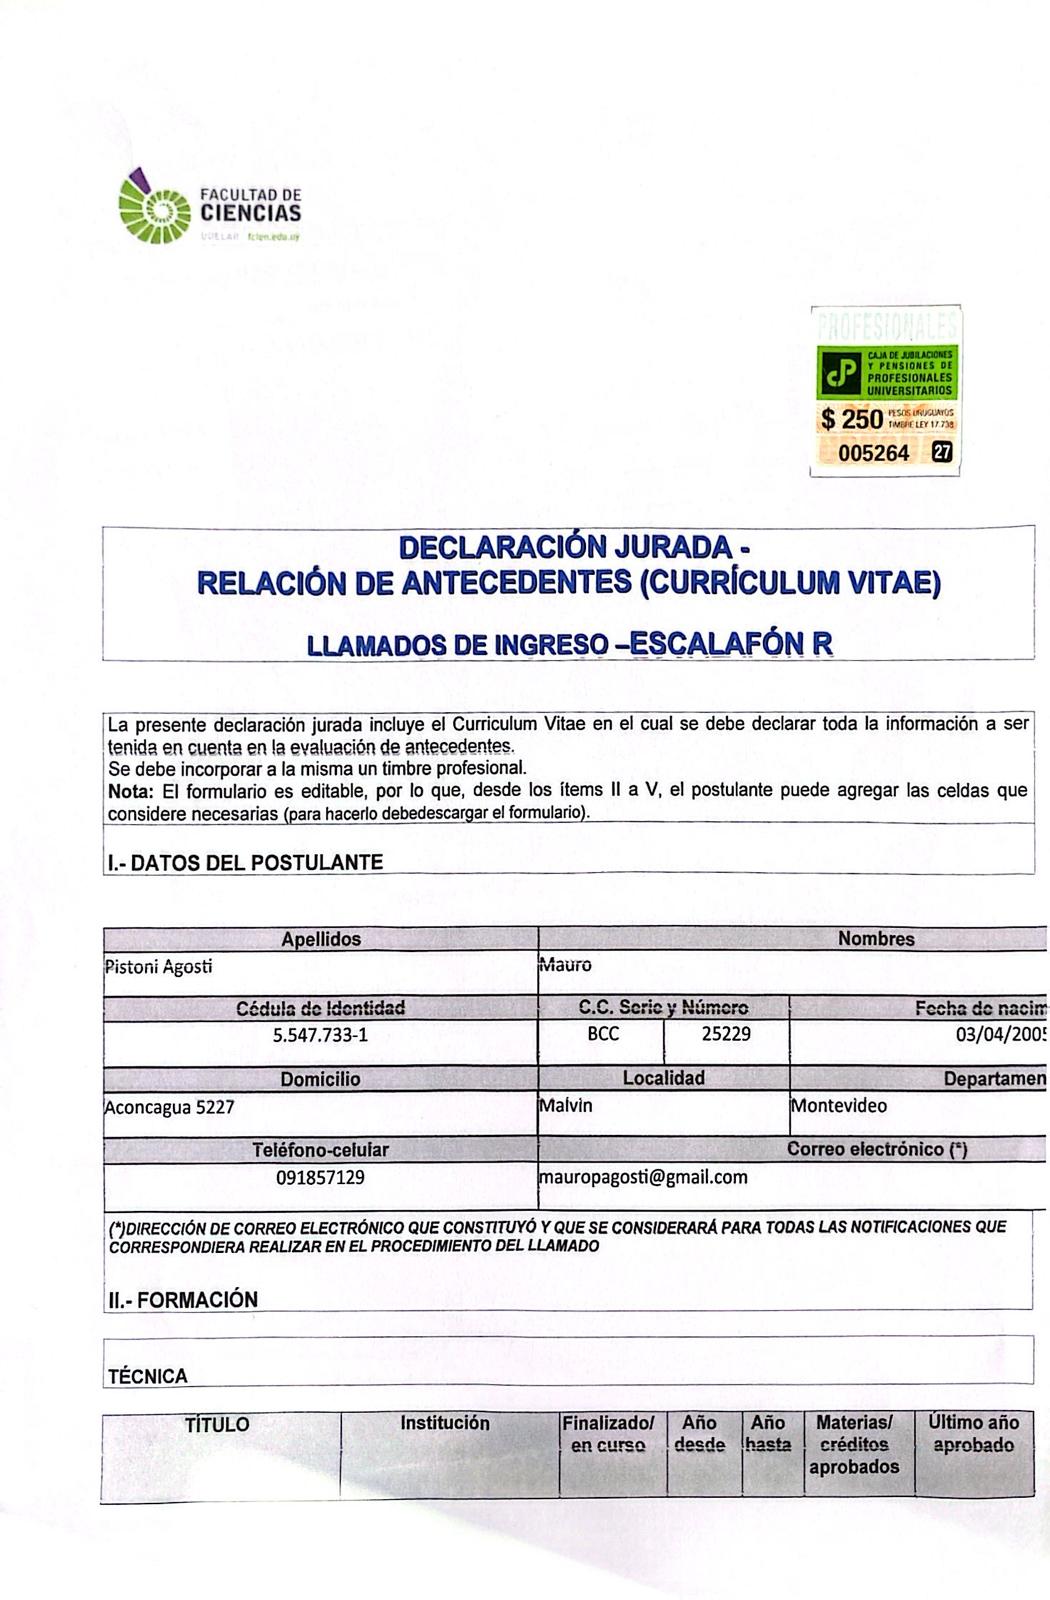 FACULTAD DE
CIENCIAS
UDELAR fcien.edu.uy
PROFESIONALES
CAJA DE JUBILACIONES
Y PENSIONES DE
PROFESIONALES
UNIVERSITARIOS
$ 250 PESOS URUGUAYOS
TIMBRE LEY 17.738
005264 27
DECLARACIÓN JURADA -
RELACIÓN DE ANTECEDENTES (CURRÍCULUM VITAE)
LLAMADOS DE INGRESO –ESCALAFÓN R
La presente declaración jurada incluye el Curriculum Vitae en el cual se debe declarar toda la información a ser
tenida en cuenta en la evaluación de antecedentes.
Se debe incorporar a la misma un timbre profesional.
Nota: El formulario es editable, por lo que, desde los ítems II a V, el postulante puede agregar las celdas que
considere necesarias (para hacerlo debedescargar el formulario).
I.- DATOS DEL POSTULANTE
Apellidos Nombres
Pistoni Agosti Mauro
Cédula de Identidad C.C. Serie y Número Fecha de nacim
5.547.733-1 BCC 25229 03/04/2005
Domicilio Localidad Departamen
Aconcagua 5227 Malvin Montevideo
Teléfono-celular Correo electrónico (*)
091857129 mauropagosti@gmail.com
(*)DIRECCIÓN DE CORREO ELECTRÓNICO QUE CONSTITUYÓ Y QUE SE CONSIDERARÁ PARA TODAS LAS NOTIFICACIONES QUE
CORRESPONDIERA REALIZAR EN EL PROCEDIMIENTO DEL LLAMADO
II.- FORMACIÓN
TÉCNICA
TÍTULO Institución Finalizado/ Año Año Materias/ Último año
en curso desde hasta créditos aprobado
aprobados